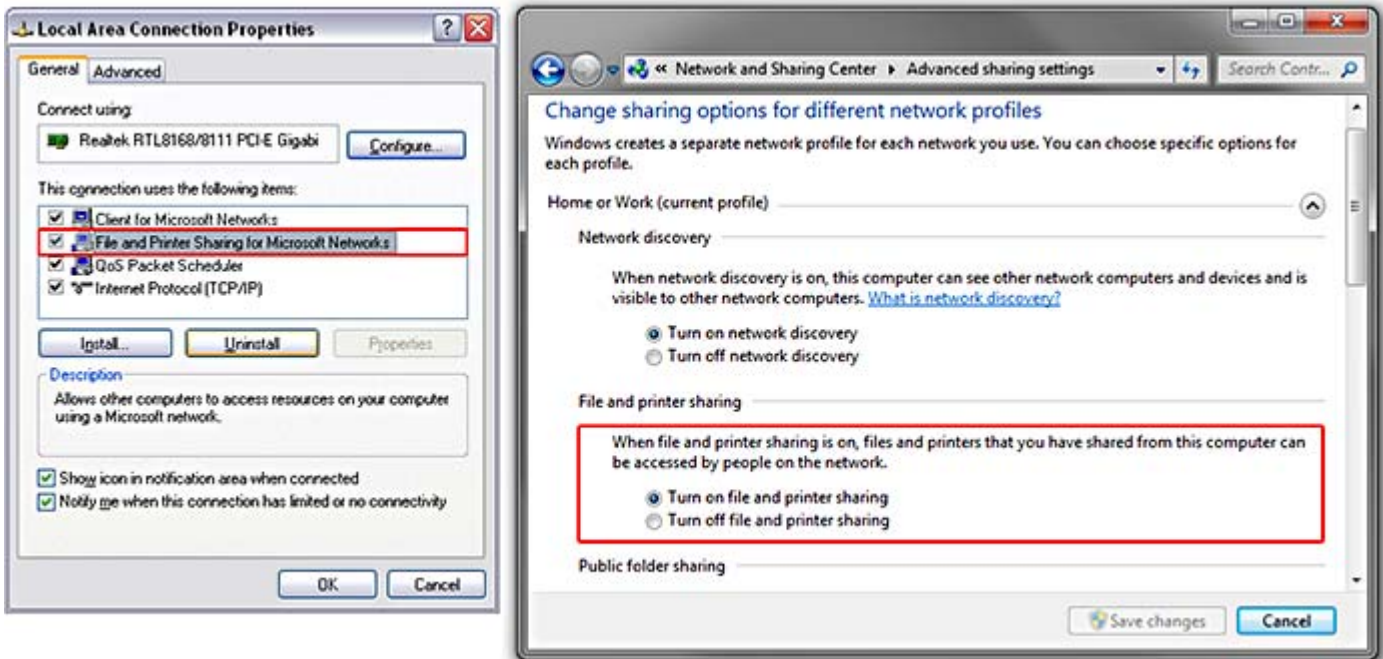 Local Area Connection Properties
General Advanced
Connect using:
Realtek RTL8168/8111 PCI-E Gigabi
Configure...
This connection uses the following items:
Client for Microsoft Networks
File and Printer Sharing for Microsoft Networks
QoS Packet Scheduler
Internet Protocol (TCP/IP)
Install... Uninstall Properties
Description
Allows other computers to access resources on your computer
using a Microsoft network.
Show icon in notification area when connected
Notify me when this connection has limited or no connectivity
OK Cancel
« Network and Sharing Center ▸ Advanced sharing settings
Search Contr...
Change sharing options for different network profiles
Windows creates a separate network profile for each network you use. You can choose specific options for
each profile.
Home or Work (current profile)
Network discovery
When network discovery is on, this computer can see other network computers and devices and is
visible to other network computers. What is network discovery?
Turn on network discovery
Turn off network discovery
File and printer sharing
When file and printer sharing is on, files and printers that you have shared from this computer can
be accessed by people on the network.
Turn on file and printer sharing
Turn off file and printer sharing
Public folder sharing
Save changes Cancel